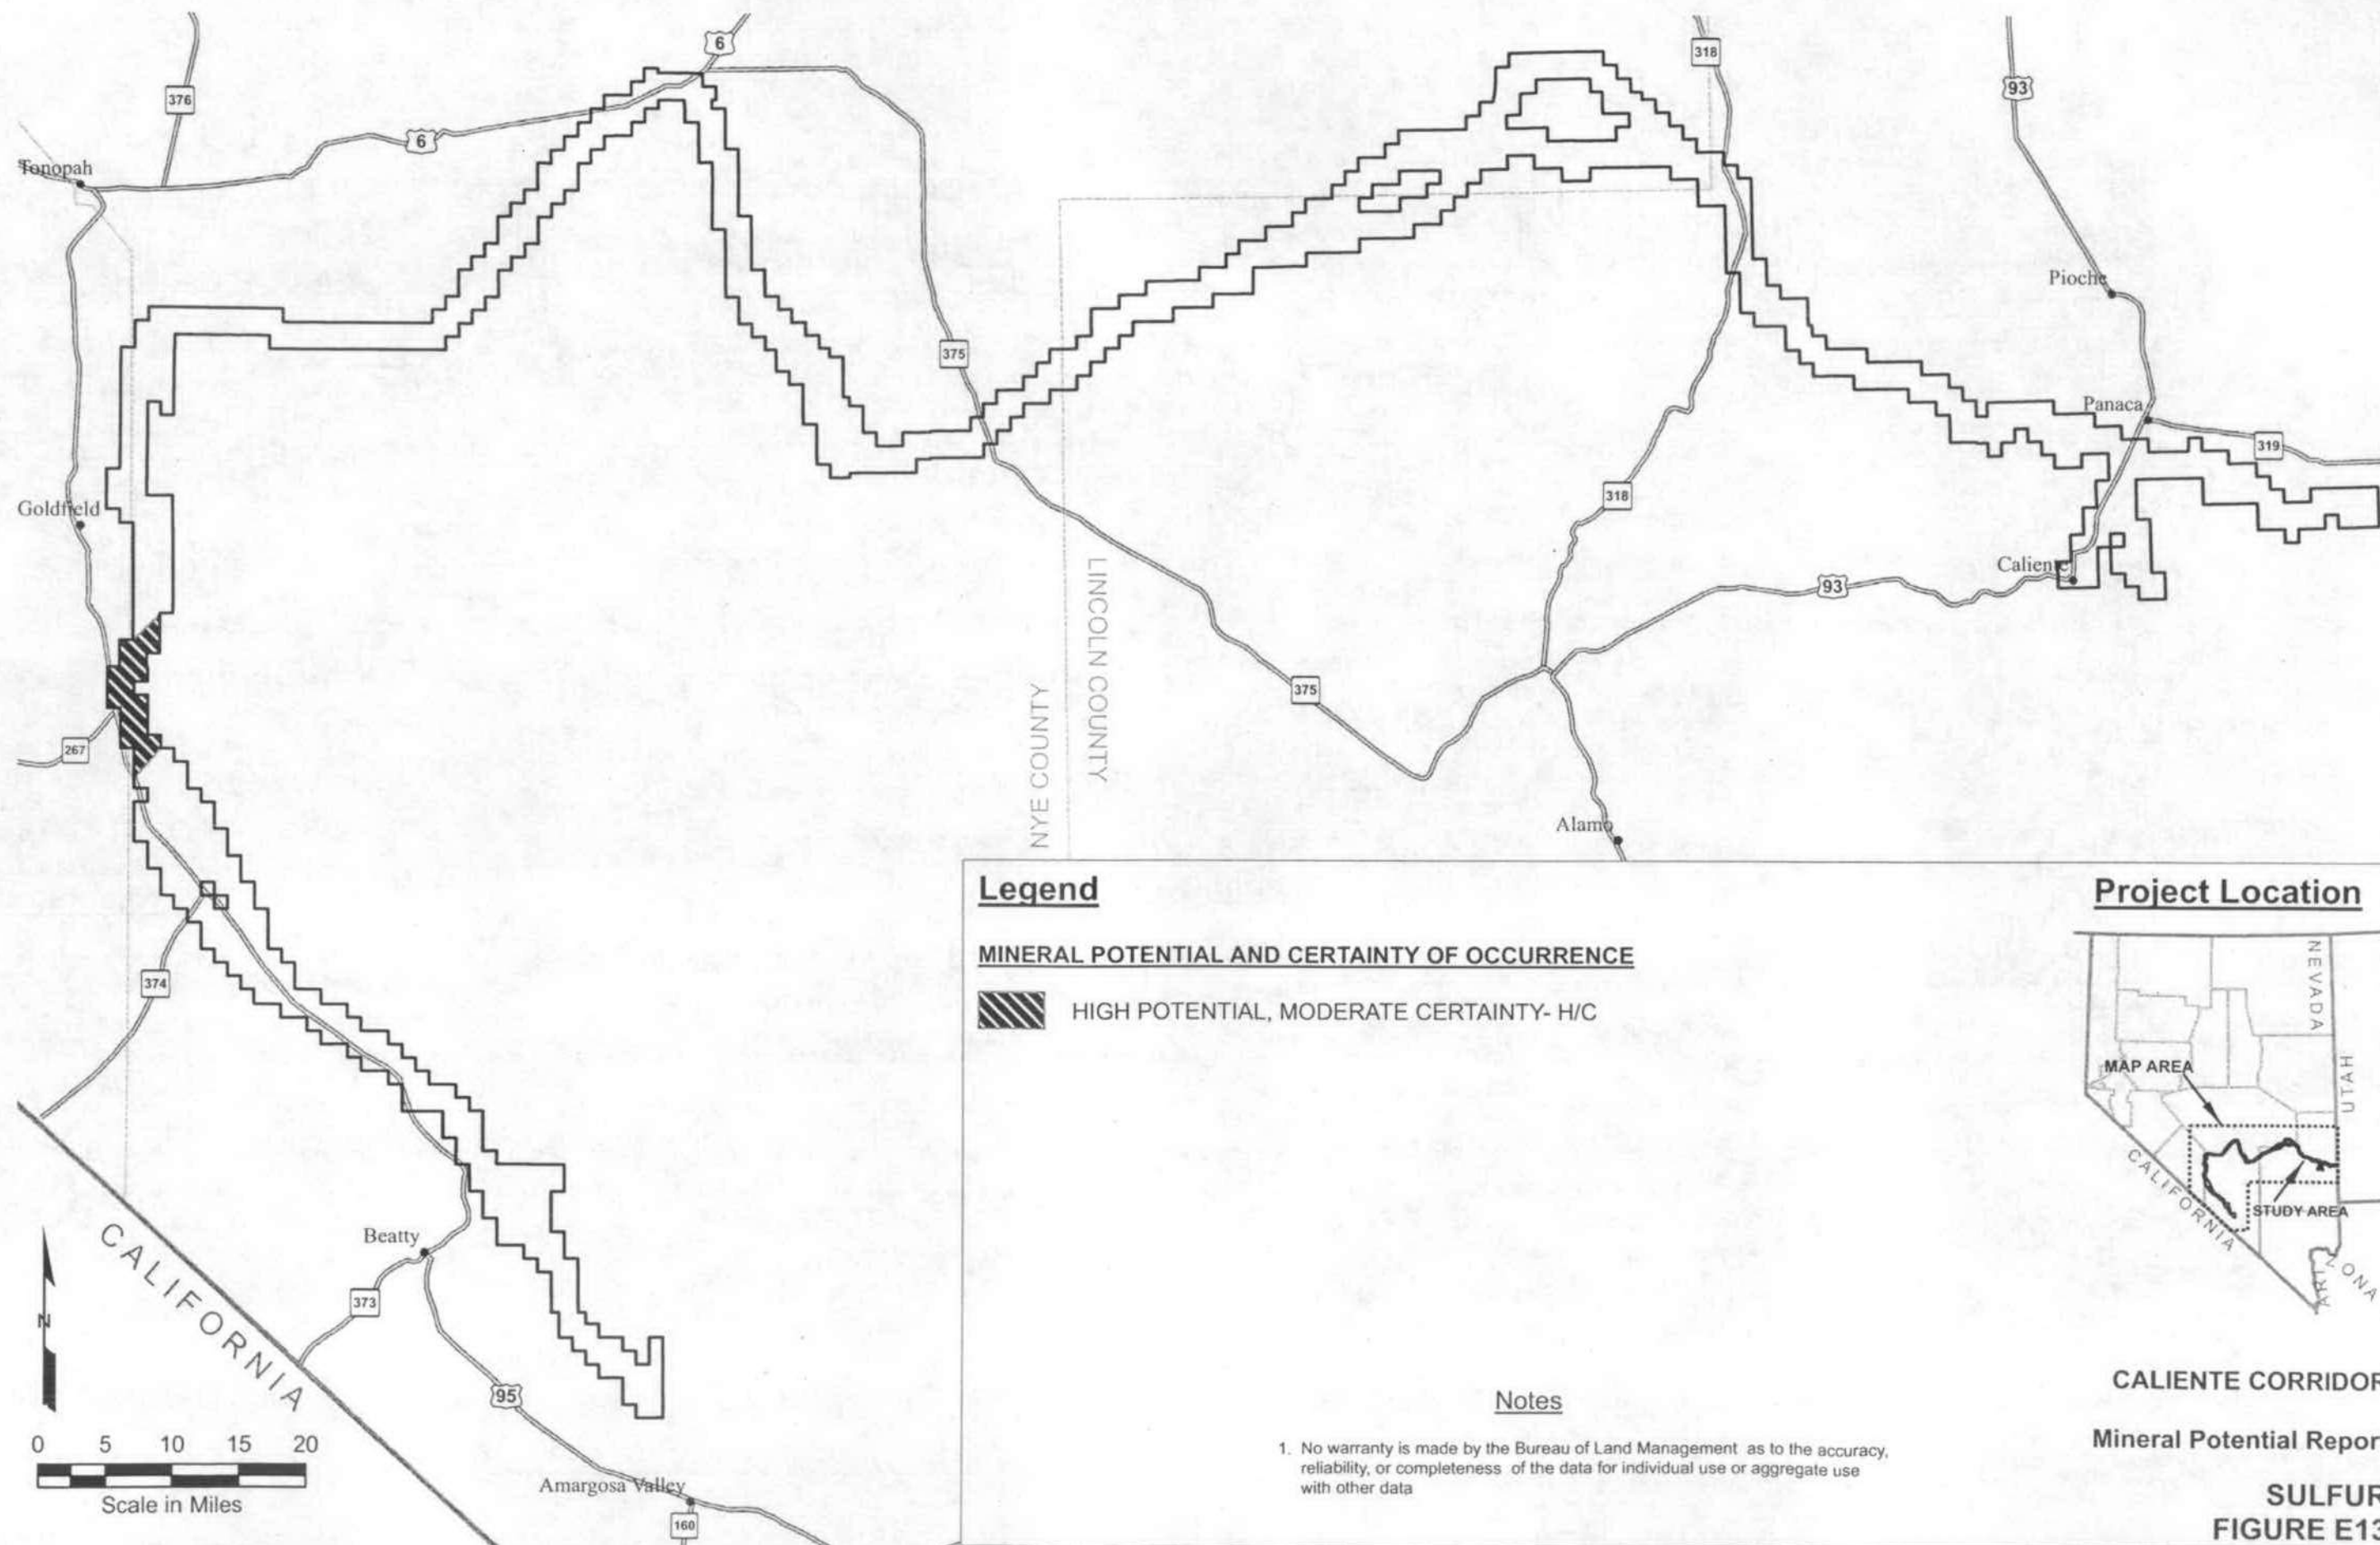 6
318
93
376
6
Tonopah
Pioche
375
Panaca
319
318
Goldfield
Caliente
93
LINCOLN COUNTY
NYE COUNTY
375
267
Alamo
374
Beatty
373
95
CALIFORNIA
N
0 5 10 15 20
Scale in Miles
Amargosa Valley
160
Legend
MINERAL POTENTIAL AND CERTAINTY OF OCCURRENCE
HIGH POTENTIAL, MODERATE CERTAINTY- H/C
Notes
1. No warranty is made by the Bureau of Land Management as to the accuracy,
reliability, or completeness of the data for individual use or aggregate use
with other data
Project Location
NEVADA
UTAH
MAP AREA
STUDY AREA
CALIFORNIA
ARIZONA
CALIENTE CORRIDOR
Mineral Potential Repor
SULFUR
FIGURE E13